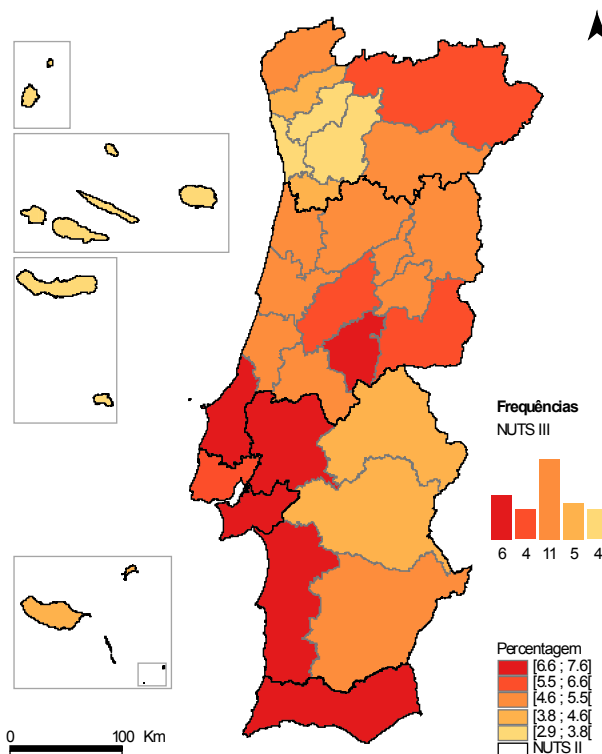 Frequências
NUTS III
6 4 11 5 4
Percentagem
[6.6 ; 7.6]
[5.5 ; 6.6[
[4.6 ; 5.5[
[3.8 ; 4.6[
[2.9 ; 3.8[
NUTS II
0 100 Km